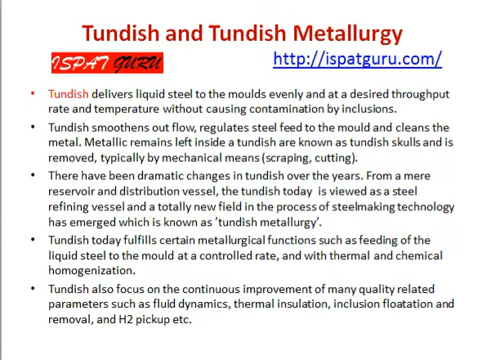 Tundish and Tundish Metallurgy
ISPAT GURU
http://ispatguru.com/
• Tundish delivers liquid steel to the moulds evenly and at a desired throughput
rate and temperature without causing contamination by inclusions.
• Tundish smoothens out flow, regulates steel feed to the mould and cleans the
metal. Metallic remains left inside a tundish are known as tundish skulls and is
removed, typically by mechanical means (scraping, cutting).
• There have been dramatic changes in tundish over the years. From a mere
reservoir and distribution vessel, the tundish today is viewed as a steel
refining vessel and a totally new field in the process of steelmaking technology
has emerged which is known as 'tundish metallurgy'.
• Tundish today fulfills certain metallurgical functions such as feeding of the
liquid steel to the mould at a controlled rate, and with thermal and chemical
homogenization.
• Tundish also focus on the continuous improvement of many quality related
parameters such as fluid dynamics, thermal insulation, inclusion floatation and
removal, and H2 pickup etc.